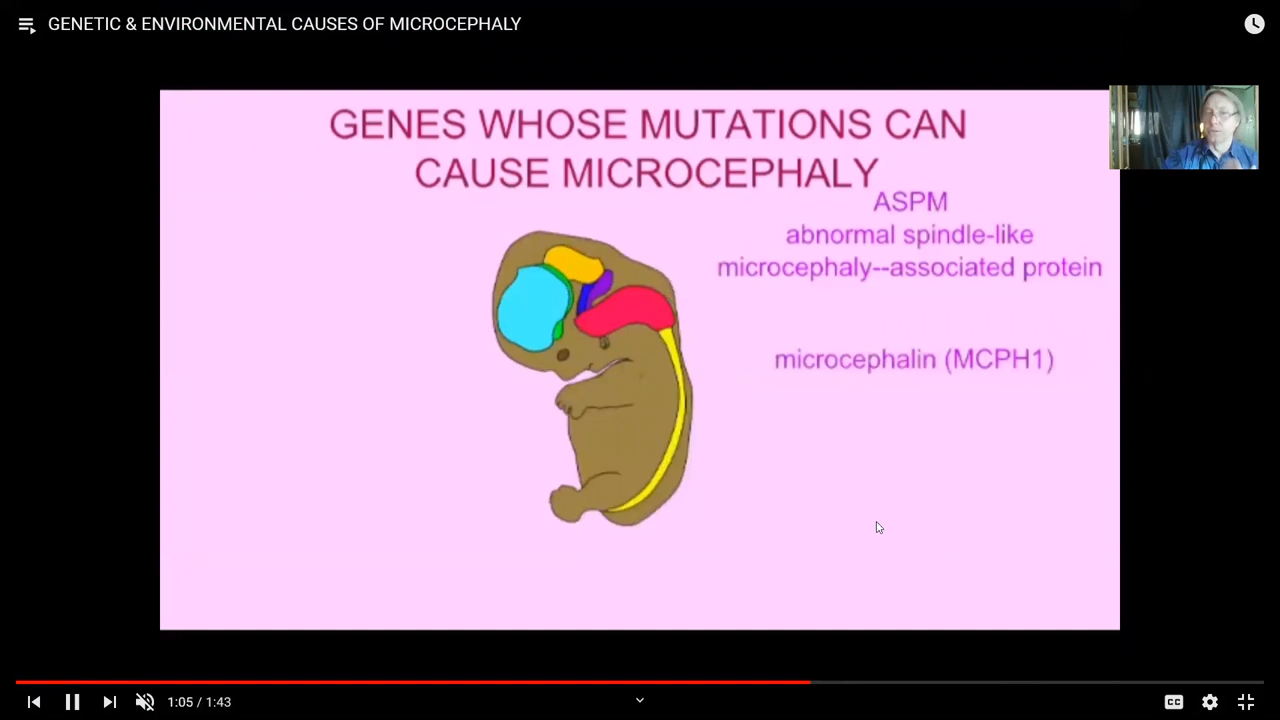 GENETIC & ENVIRONMENTAL CAUSES OF MICROCEPHALY
GENES WHOSE MUTATIONS CAN
CAUSE MICROCEPHALY
ASPM
abnormal spindle-like
microcephaly--associated protein
microcephalin (MCPH1)
1:05 / 1:43
CC